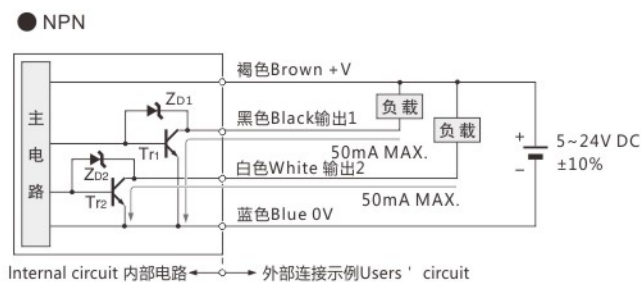 ● NPN
褐色Brown +V
负载
ZD1
黑色Black输出1
主电路
Tr1
50mA MAX.
负载
+
5~24V DC
±10%
−
ZD2
白色White 输出2
Tr2
50mA MAX.
蓝色Blue 0V
Internal circuit 内部电路 外部连接示例Users ' circuit